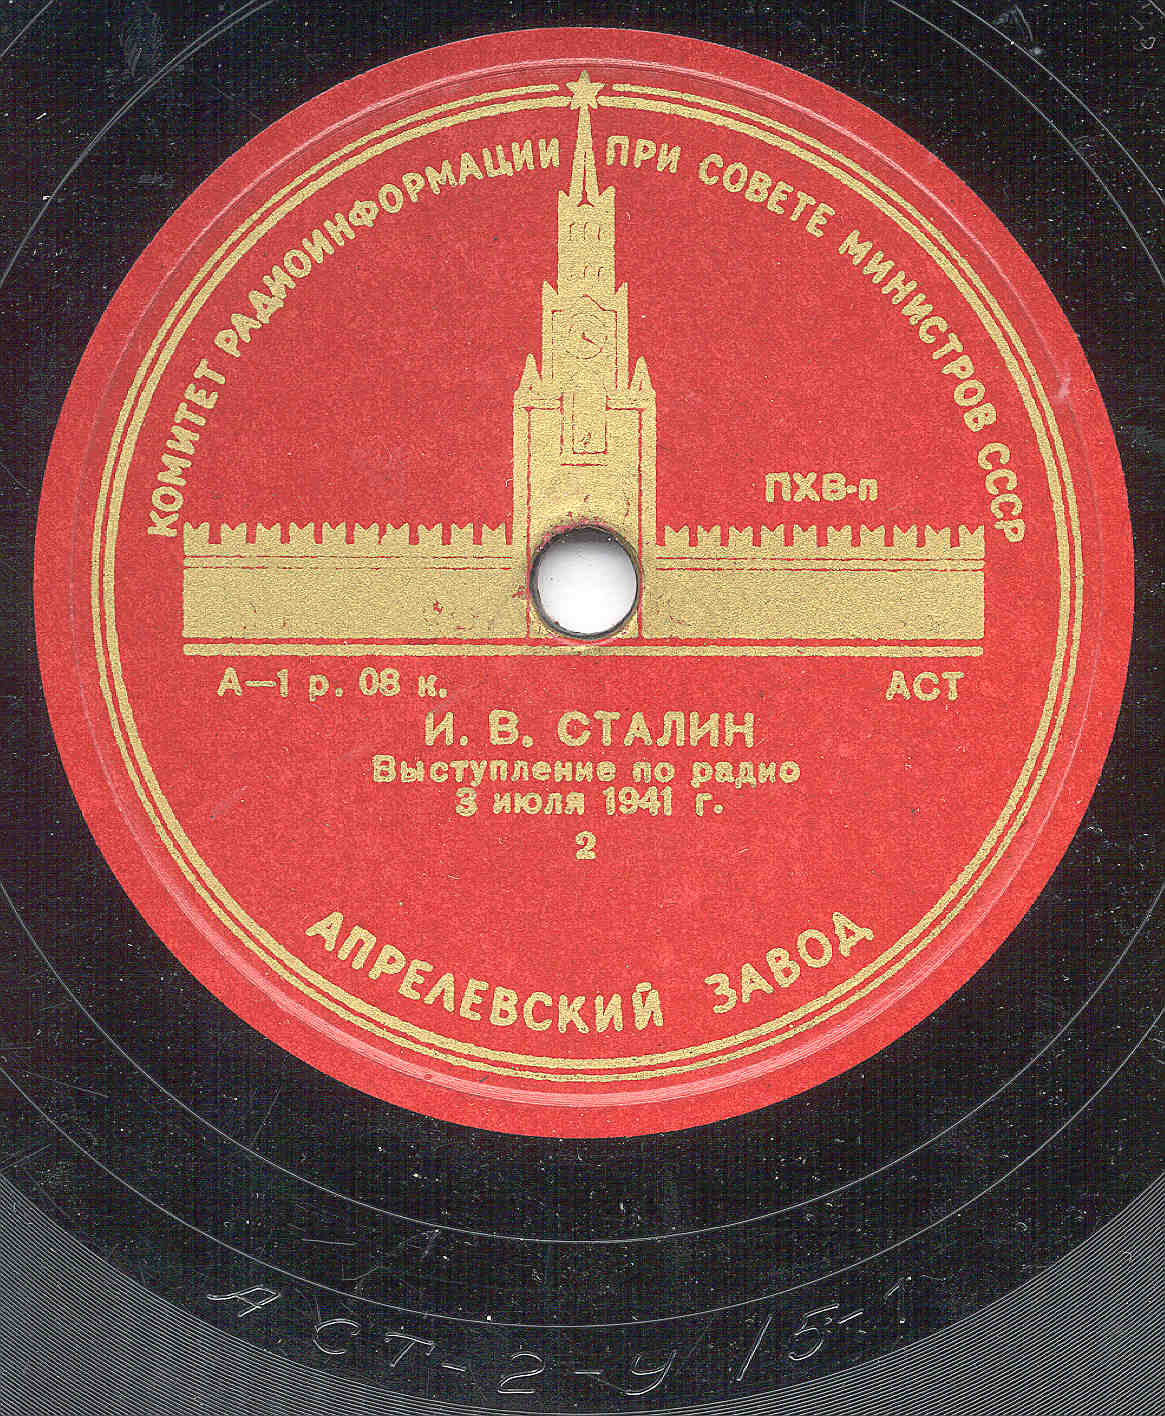 КОМИТЕТ РАДИОИНФОРМАЦИИ ПРИ СОВЕТЕ МИНИСТРОВ СССР
ПХВ-п
А—1 р. 08 к.
АСТ
И. В. СТАЛИН
Выступление по радио
3 июля 1941 г.
2
АПРЕЛЕВСКИЙ ЗАВОД
АСТ-2-У/15-1